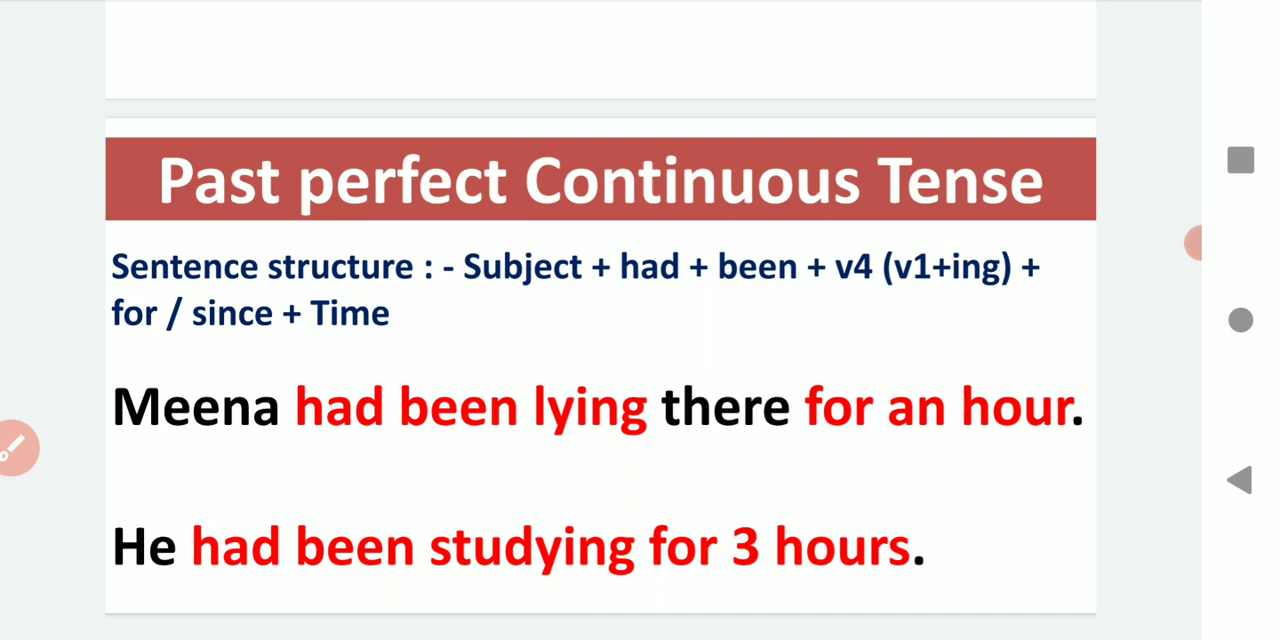 Past perfect Continuous Tense
Sentence structure : - Subject + had + been + v4 (v1+ing) +
for / since + Time
Meena had been lying there for an hour.
He had been studying for 3 hours.